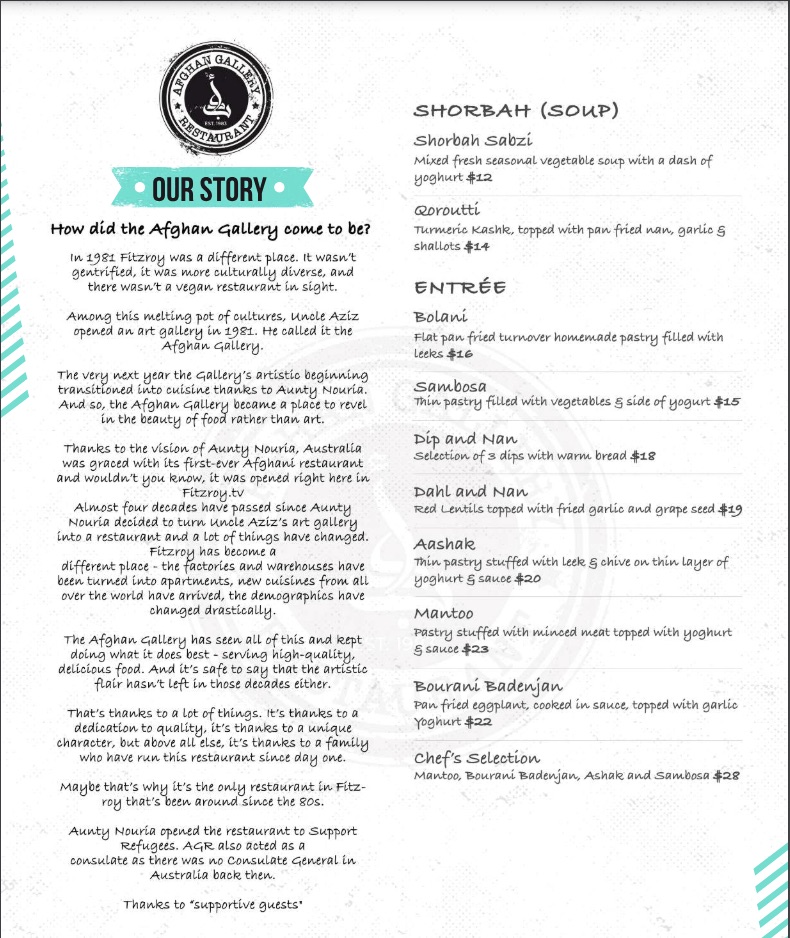 AFGHAN GALLERY
EST. 1983
RESTAURANT
OUR STORY
How did the Afghan Gallery come to be?
In 1981 Fitzroy was a different place. It wasn't
gentrified, it was more culturally diverse, and
there wasn't a vegan restaurant in sight.
Among this melting pot of cultures, Uncle Aziz
opened an art gallery in 1981. He called it the
Afghan Gallery.
The very next year the Gallery's artistic beginning
transitioned into cuisine thanks to Aunty Nouria.
And so, the Afghan Gallery became a place to revel
in the beauty of food rather than art.
Thanks to the vision of Aunty Nouria, Australia
was graced with its first-ever Afghani restaurant
and wouldn't you know, it was opened right here in
Fitzroy.tv
Almost four decades have passed since Aunty
Nouria decided to turn Uncle Aziz's art gallery
into a restaurant and a lot of things have changed.
Fitzroy has become a
different place - the factories and warehouses have
been turned into apartments, new cuisines from all
over the world have arrived, the demographics have
changed drastically.
The Afghan Gallery has seen all of this and kept
doing what it does best - serving high-quality,
delicious food. And it's safe to say that the artistic
flair hasn't left in those decades either.
That's thanks to a lot of things. It's thanks to a
dedication to quality, it's thanks to a unique
character, but above all else, it's thanks to a family
who have run this restaurant since day one.
Maybe that's why it's the only restaurant in Fitz-
roy that's been around since the 80s.
Aunty Nouria opened the restaurant to Support
Refugees. AGR also acted as a
consulate as there was no Consulate General in
Australia back then.
Thanks to "supportive guests"
SHORBAH (SOUP)
Shorbah Sabzi
Mixed fresh seasonal vegetable soup with a dash of
yoghurt $12
Qoroutti
Turmeric Kashk, topped with pan fried nan, garlic &
shallots $14
ENTRÉE
Bolani
Flat pan fried turnover homemade pastry filled with
leeks $16
Sambosa
Thin pastry filled with vegetables & side of yogurt $15
Dip and Nan
Selection of 3 dips with warm bread $18
Dahl and Nan
Red Lentils topped with fried garlic and grape seed $19
Aashak
Thin pastry stuffed with leek & chive on thin layer of
yoghurt & sauce $20
Mantoo
Pastry stuffed with minced meat topped with yoghurt
& sauce $23
Bourani Badenjan
Pan fried eggplant, cooked in sauce, topped with garlic
Yoghurt $22
Chef's Selection
Mantoo, Bourani Badenjan, Ashak and Sambosa $28